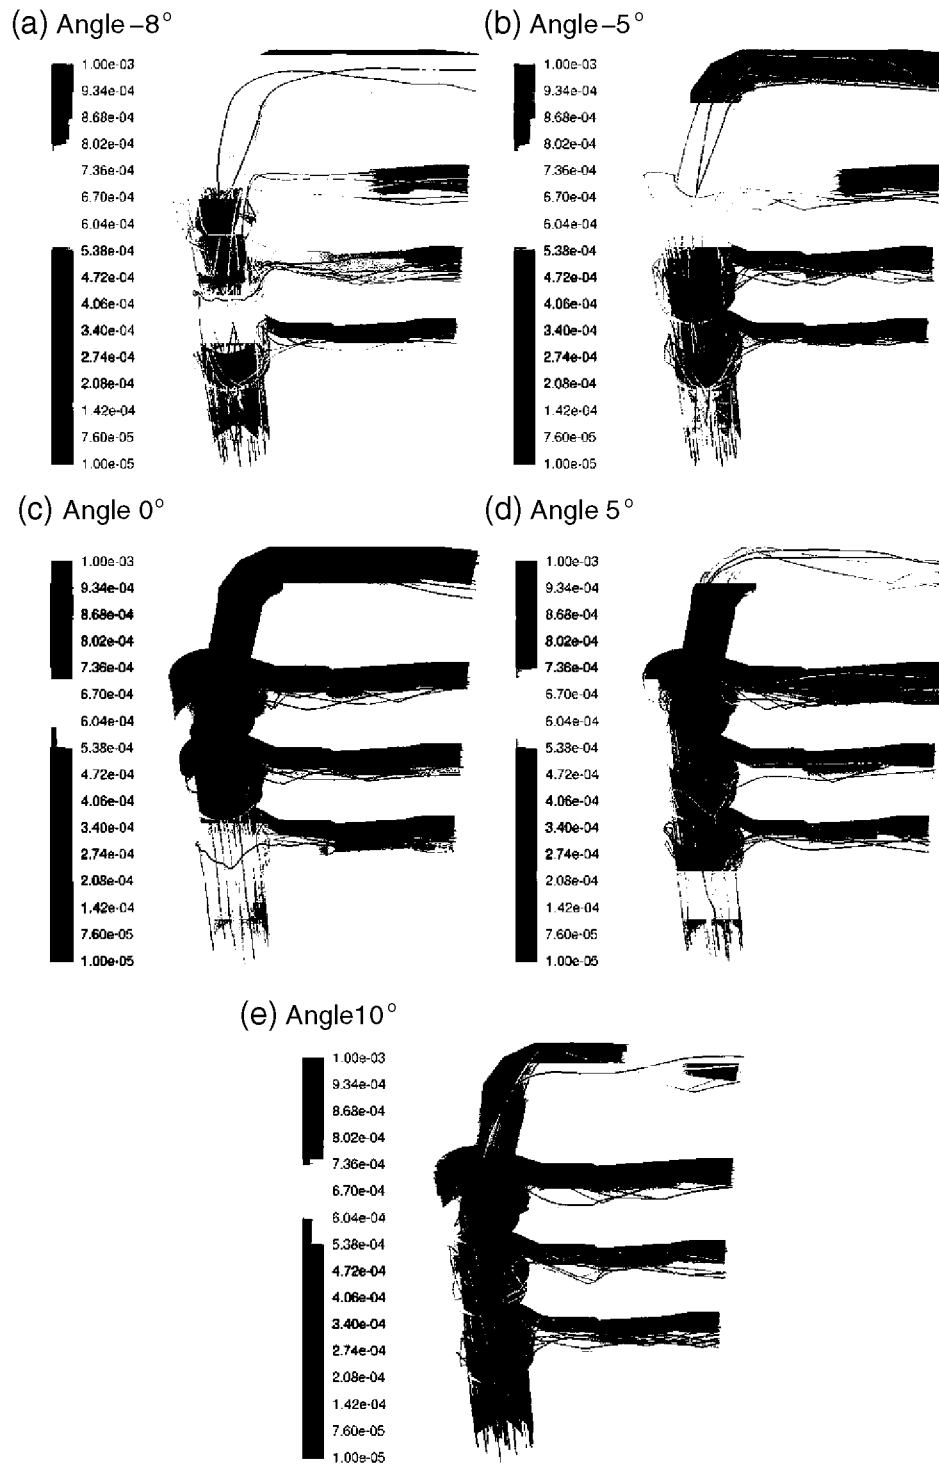 (a) Angle –8°
1.00e-03
9.34e-04
8.68e-04
8.02e-04
7.36e-04
6.70e-04
6.04e-04
5.38e-04
4.72e-04
4.06e-04
3.40e-04
2.74e-04
2.08e-04
1.42e-04
7.60e-05
1.00e-05
(b) Angle–5°
1.00e-03
9.34e-04
8.68e-04
8.02e-04
7.36e-04
6.70e-04
6.04e-04
5.38e-04
4.72e-04
4.06e-04
3.40e-04
2.74e-04
2.08e-04
1.42e-04
7.60e-05
1.00e-05
(c) Angle 0°
1.00e-03
9.34e-04
8.68e-04
8.02e-04
7.36e-04
6.70e-04
6.04e-04
5.38e-04
4.72e-04
4.06e-04
3.40e-04
2.74e-04
2.08e-04
1.42e-04
7.60e-05
1.00e-05
(d) Angle 5°
1.00e-03
9.34e-04
8.68e-04
8.02e-04
7.36e-04
6.70e-04
6.04e-04
5.38e-04
4.72e-04
4.06e-04
3.40e-04
2.74e-04
2.08e-04
1.42e-04
7.60e-05
1.00e-05
(e) Angle10°
1.00e-03
9.34e-04
8.68e-04
8.02e-04
7.36e-04
6.70e-04
6.04e-04
5.38e-04
4.72e-04
4.06e-04
3.40e-04
2.74e-04
2.08e-04
1.42e-04
7.60e-05
1.00e-05